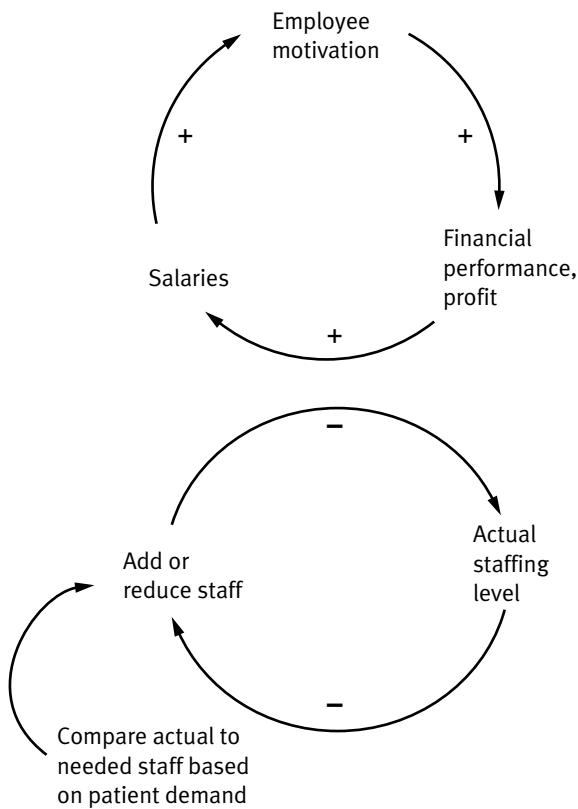 Employee
motivation
+
+
Financial
performance,
profit
Salaries
+
–
Actual
staffing
level
Add or
reduce staff
–
Compare actual to
needed staff based
on patient demand